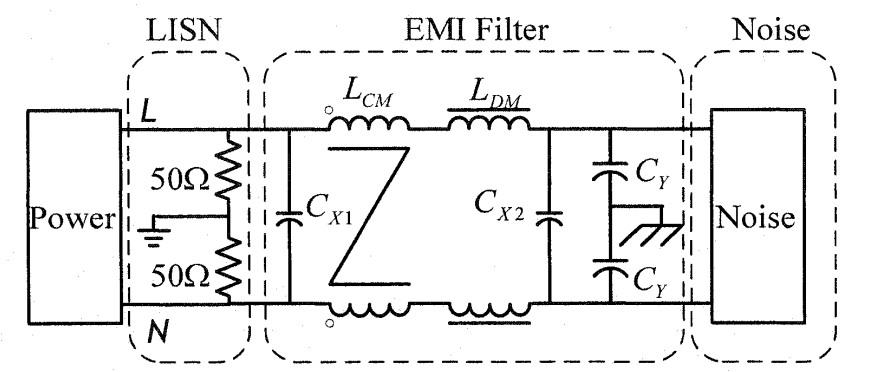 LISN
EMI Filter
Noise
L
L_CM
L_DM
50Ω
C_Y
Power
C_X1
C_X2
Noise
50Ω
C_Y
N